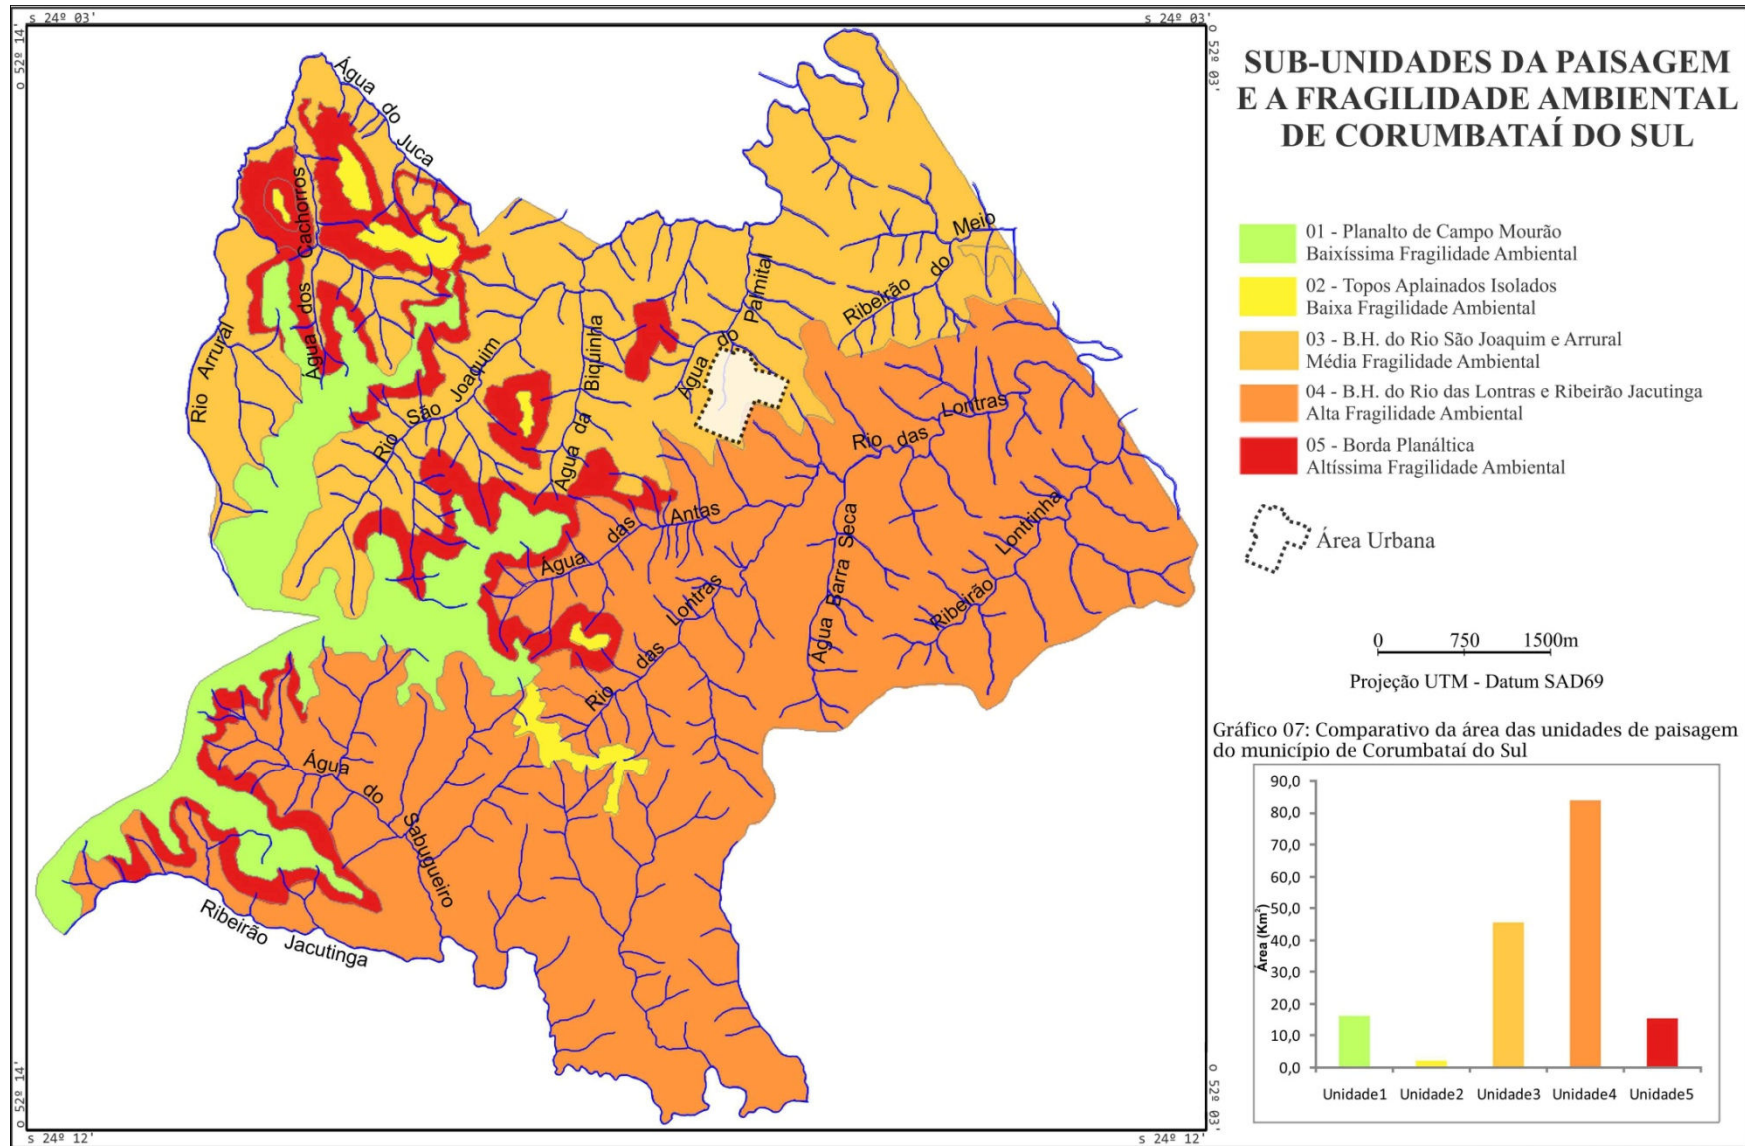 s 24º 03'
s 24º 03'
o 52º 14'
o 52º 03'
Água do Juca
Água dos Cachorros
Rio Arrural
Rio São Joaquim
Água da Biquinha
Água do Palmital
Ribeirão do Meio
Rio das Lontras
Água das Antas
Água Barra Seca
Ribeirão Lontrinha
Rio das Lontras
Água do Sabugueiro
Ribeirão Jacutinga
o 52º 14'
o 52º 03'
s 24º 12'
s 24º 12'
SUB-UNIDADES DA PAISAGEM
E A FRAGILIDADE AMBIENTAL
DE CORUMBATAÍ DO SUL
01 - Planalto de Campo Mourão
Baixíssima Fragilidade Ambiental
02 - Topos Aplainados Isolados
Baixa Fragilidade Ambiental
03 - B.H. do Rio São Joaquim e Arrural
Média Fragilidade Ambiental
04 - B.H. do Rio das Lontras e Ribeirão Jacutinga
Alta Fragilidade Ambiental
05 - Borda Planáltica
Altíssima Fragilidade Ambiental
Área Urbana
0 750 1500m
Projeção UTM - Datum SAD69
Gráfico 07: Comparativo da área das unidades de paisagem
do município de Corumbataí do Sul
Área (Km²)
90,0
80,0
70,0
60,0
50,0
40,0
30,0
20,0
10,0
0,0
Unidade1 Unidade2 Unidade3 Unidade4 Unidade5